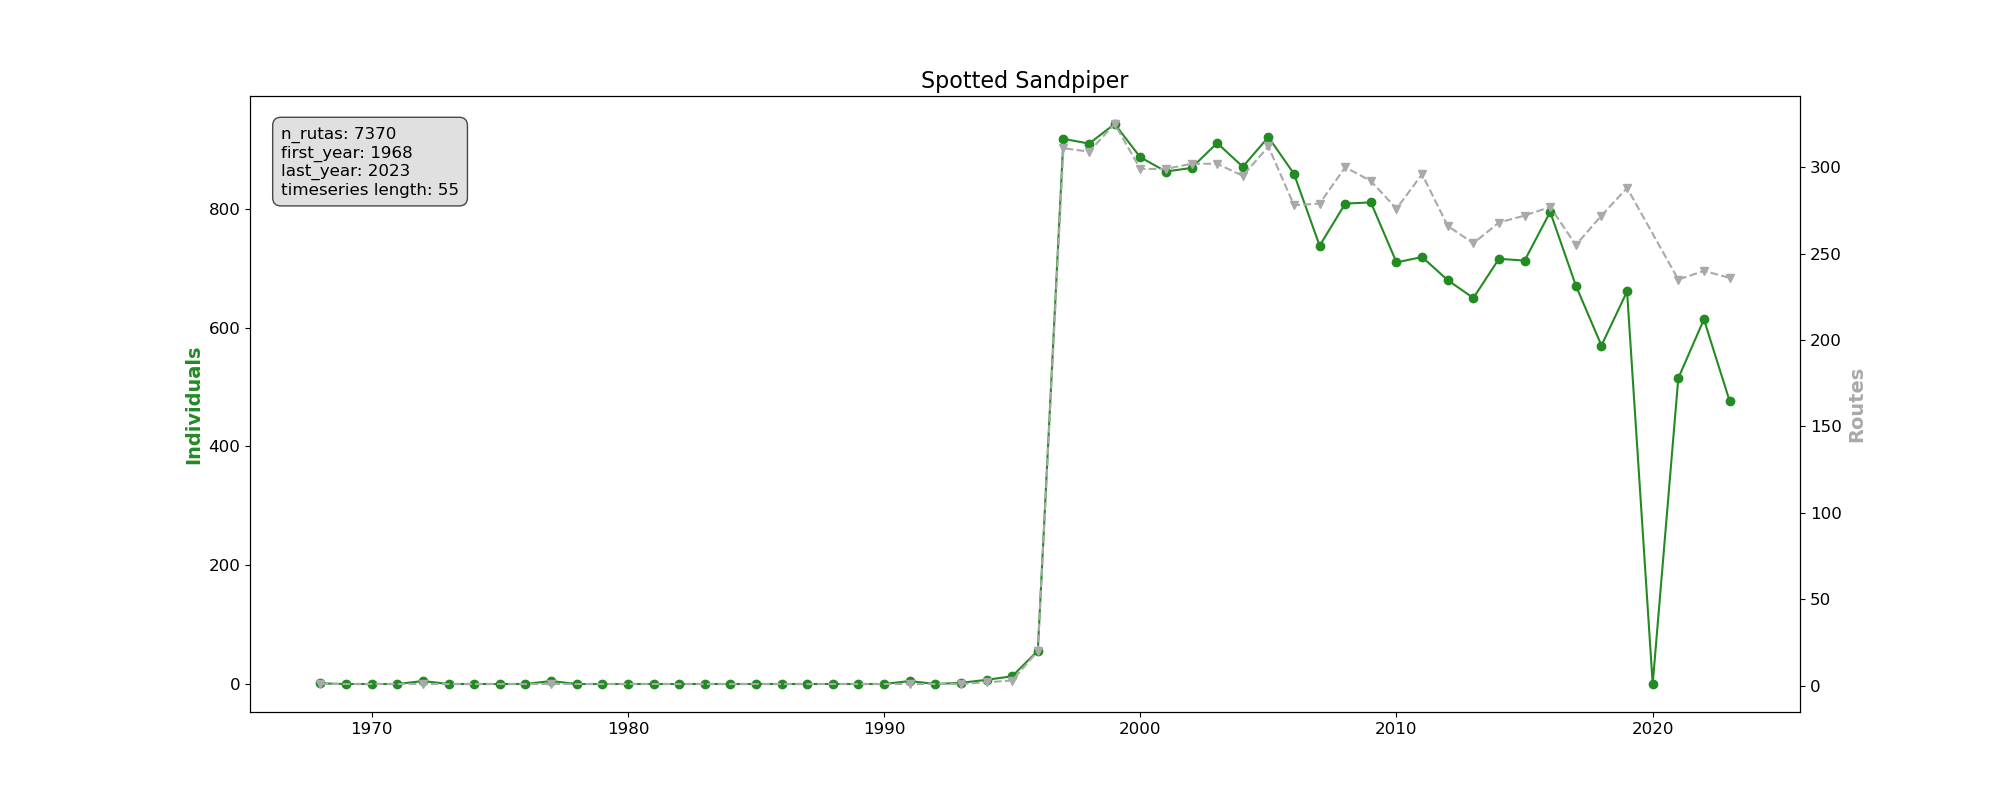 Spotted Sandpiper
n_rutas: 7370
first_year: 1968
last_year: 2023
timeseries length: 55
Individuals
800
600
400
200
0
Routes
300
250
200
150
100
50
0
1970
1980
1990
2000
2010
2020